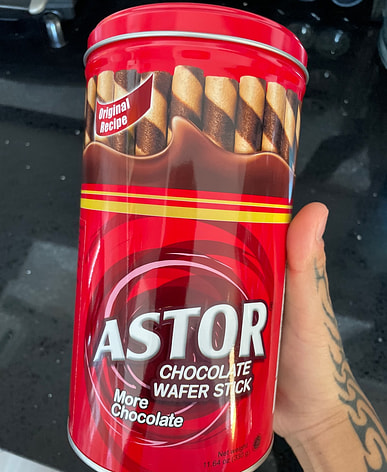 Original
Recipe
ASTOR
CHOCOLATE
WAFER STICK
More
Chocolate